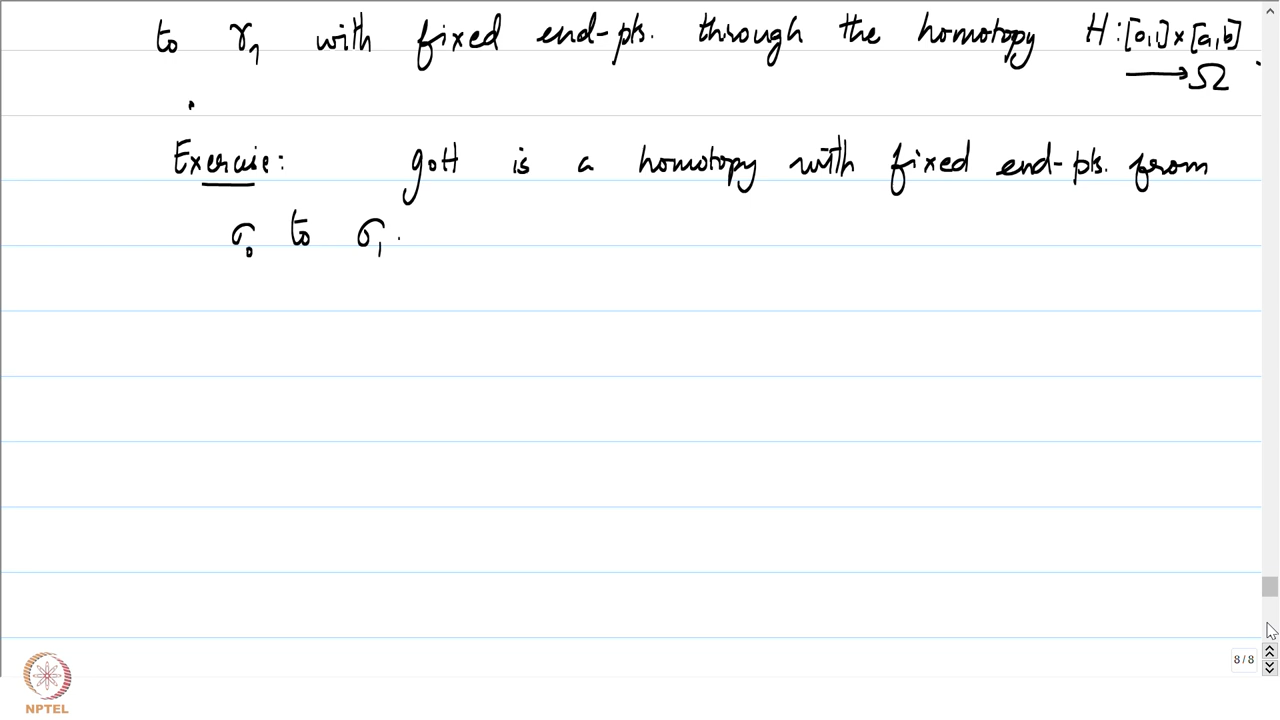 to γ₁ with fixed end-pts. through the homotopy H : [0,1] × [a,b]
⟶ Ω .
Exercise: g∘H is a homotopy with fixed end-pts. from
σ₀ to σ₁.
8 / 8
NPTEL